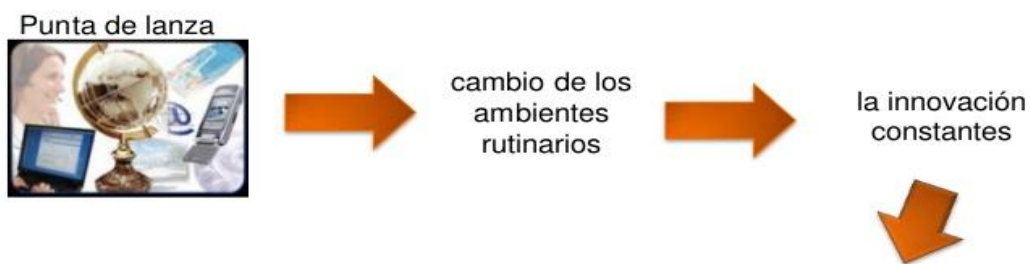 Punta de lanza
cambio de los
ambientes
rutinarios
la innovación
constantes